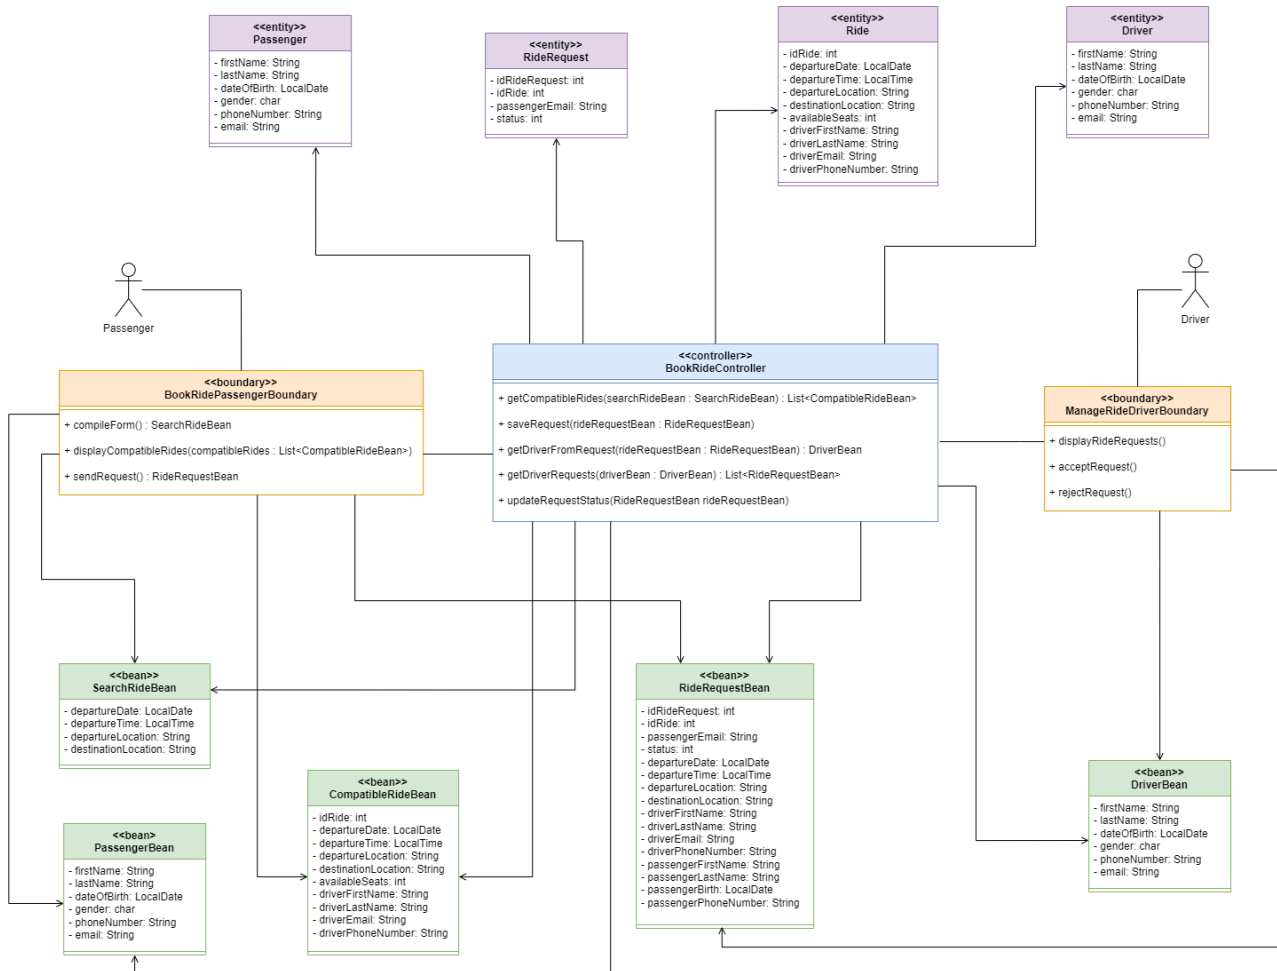 <<entity>>
Passenger
- firstName: String
- lastName: String
- dateOfBirth: LocalDate
- gender: char
- phoneNumber: String
- email: String
<<entity>>
RideRequest
- idRideRequest: int
- idRide: int
- passengerEmail: String
- status: int
<<entity>>
Ride
- idRide: int
- departureDate: LocalDate
- departureTime: LocalTime
- departureLocation: String
- destinationLocation: String
- availableSeats: int
- driverFirstName: String
- driverLastName: String
- driverEmail: String
- driverPhoneNumber: String
<<entity>>
Driver
- firstName: String
- lastName: String
- dateOfBirth: LocalDate
- gender: char
- phoneNumber: String
- email: String
Passenger
Driver
<<boundary>>
BookRidePassengerBoundary
+ compileForm() : SearchRideBean
+ displayCompatibleRides(compatibleRides : List<CompatibleRideBean>)
+ sendRequest() : RideRequestBean
<<controller>>
BookRideController
+ getCompatibleRides(searchRideBean : SearchRideBean) : List<CompatibleRideBean>
+ saveRequest(rideRequestBean : RideRequestBean)
+ getDriverFromRequest(rideRequestBean : RideRequestBean) : DriverBean
+ getDriverRequests(driverBean : DriverBean) : List<RideRequestBean>
+ updateRequestStatus(RideRequestBean rideRequestBean)
<<boundary>>
ManageRideDriverBoundary
+ displayRideRequests()
+ acceptRequest()
+ rejectRequest()
<<bean>>
SearchRideBean
- departureDate: LocalDate
- departureTime: LocalTime
- departureLocation: String
- destinationLocation: String
<<bean>
PassengerBean
- firstName: String
- lastName: String
- dateOfBirth: LocalDate
- gender: char
- phoneNumber: String
- email: String
<<bean>>
CompatibleRideBean
- idRide: int
- departureDate: LocalDate
- departureTime: LocalTime
- departureLocation: String
- destinationLocation: String
- availableSeats: int
- driverFirstName: String
- driverLastName: String
- driverEmail: String
- driverPhoneNumber: String
<<bean>>
RideRequestBean
- idRideRequest: int
- idRide: int
- passengerEmail: String
- status: int
- departureDate: LocalDate
- departureTime: LocalTime
- departureLocation: String
- destinationLocation: String
- driverFirstName: String
- driverLastName: String
- driverEmail: String
- driverPhoneNumber: String
- passengerFirstName: String
- passengerLastName: String
- passengerBirth: LocalDate
- passengerPhoneNumber: String
<<bean>>
DriverBean
- firstName: String
- lastName: String
- dateOfBirth: LocalDate
- gender: char
- phoneNumber: String
- email: String